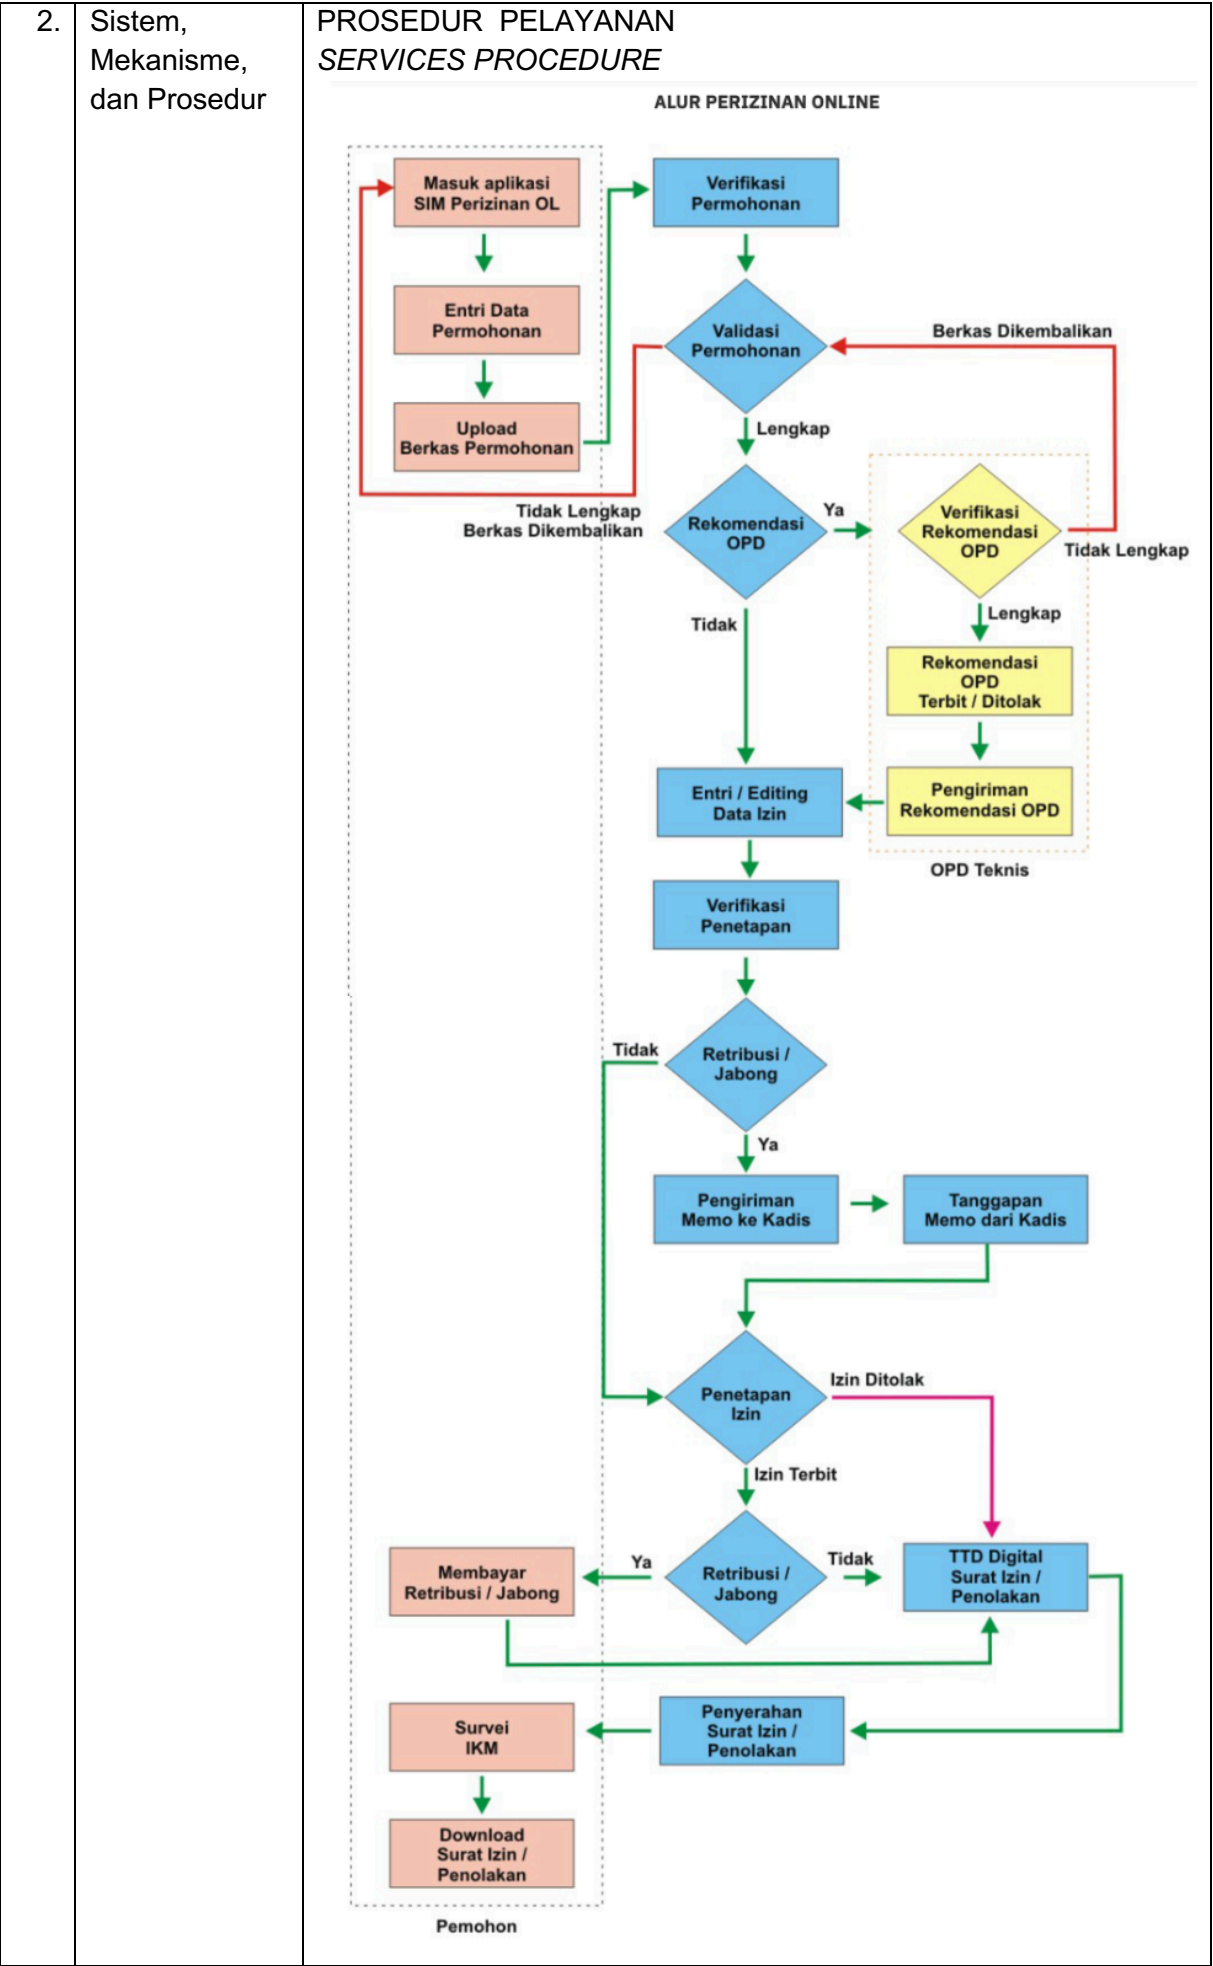 2.
Sistem,
Mekanisme,
dan Prosedur
PROSEDUR PELAYANAN
SERVICES PROCEDURE
ALUR PERIZINAN ONLINE
Masuk aplikasi
SIM Perizinan OL
Verifikasi
Permohonan
Entri Data
Permohonan
Validasi
Permohonan
Berkas Dikembalikan
Upload
Berkas Permohonan
Lengkap
Tidak Lengkap
Berkas Dikembalikan
Rekomendasi
OPD
Ya
Verifikasi
Rekomendasi
OPD
Tidak Lengkap
Lengkap
Tidak
Rekomendasi
OPD
Terbit / Ditolak
Entri / Editing
Data Izin
Pengiriman
Rekomendasi OPD
OPD Teknis
Verifikasi
Penetapan
Tidak
Retribusi /
Jabong
Ya
Pengiriman
Memo ke Kadis
Tanggapan
Memo dari Kadis
Penetapan
Izin
Izin Ditolak
Izin Terbit
Membayar
Retribusi / Jabong
Ya
Retribusi /
Jabong
Tidak
TTD Digital
Surat Izin /
Penolakan
Survei
IKM
Penyerahan
Surat Izin /
Penolakan
Download
Surat Izin /
Penolakan
Pemohon